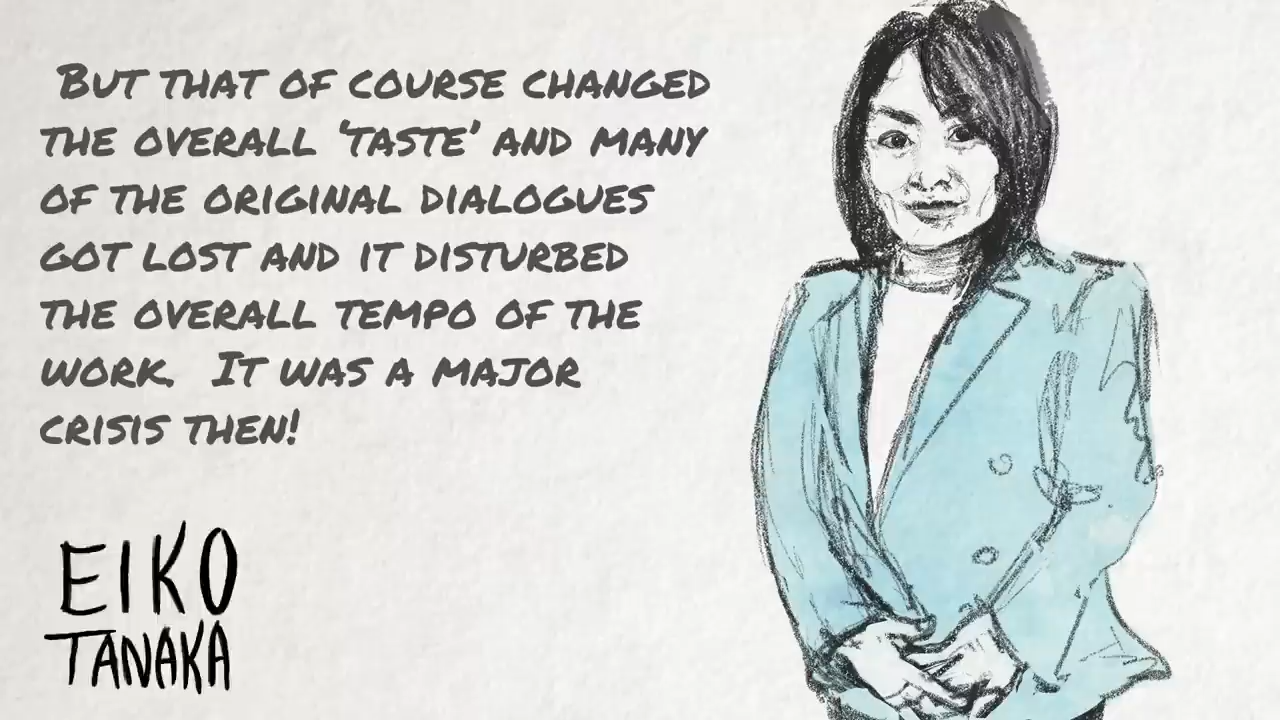 But that of course changed
the overall 'taste' and many
of the original dialogues
got lost and it disturbed
the overall tempo of the
work. It was a major
crisis then!
EIKO
TANAKA